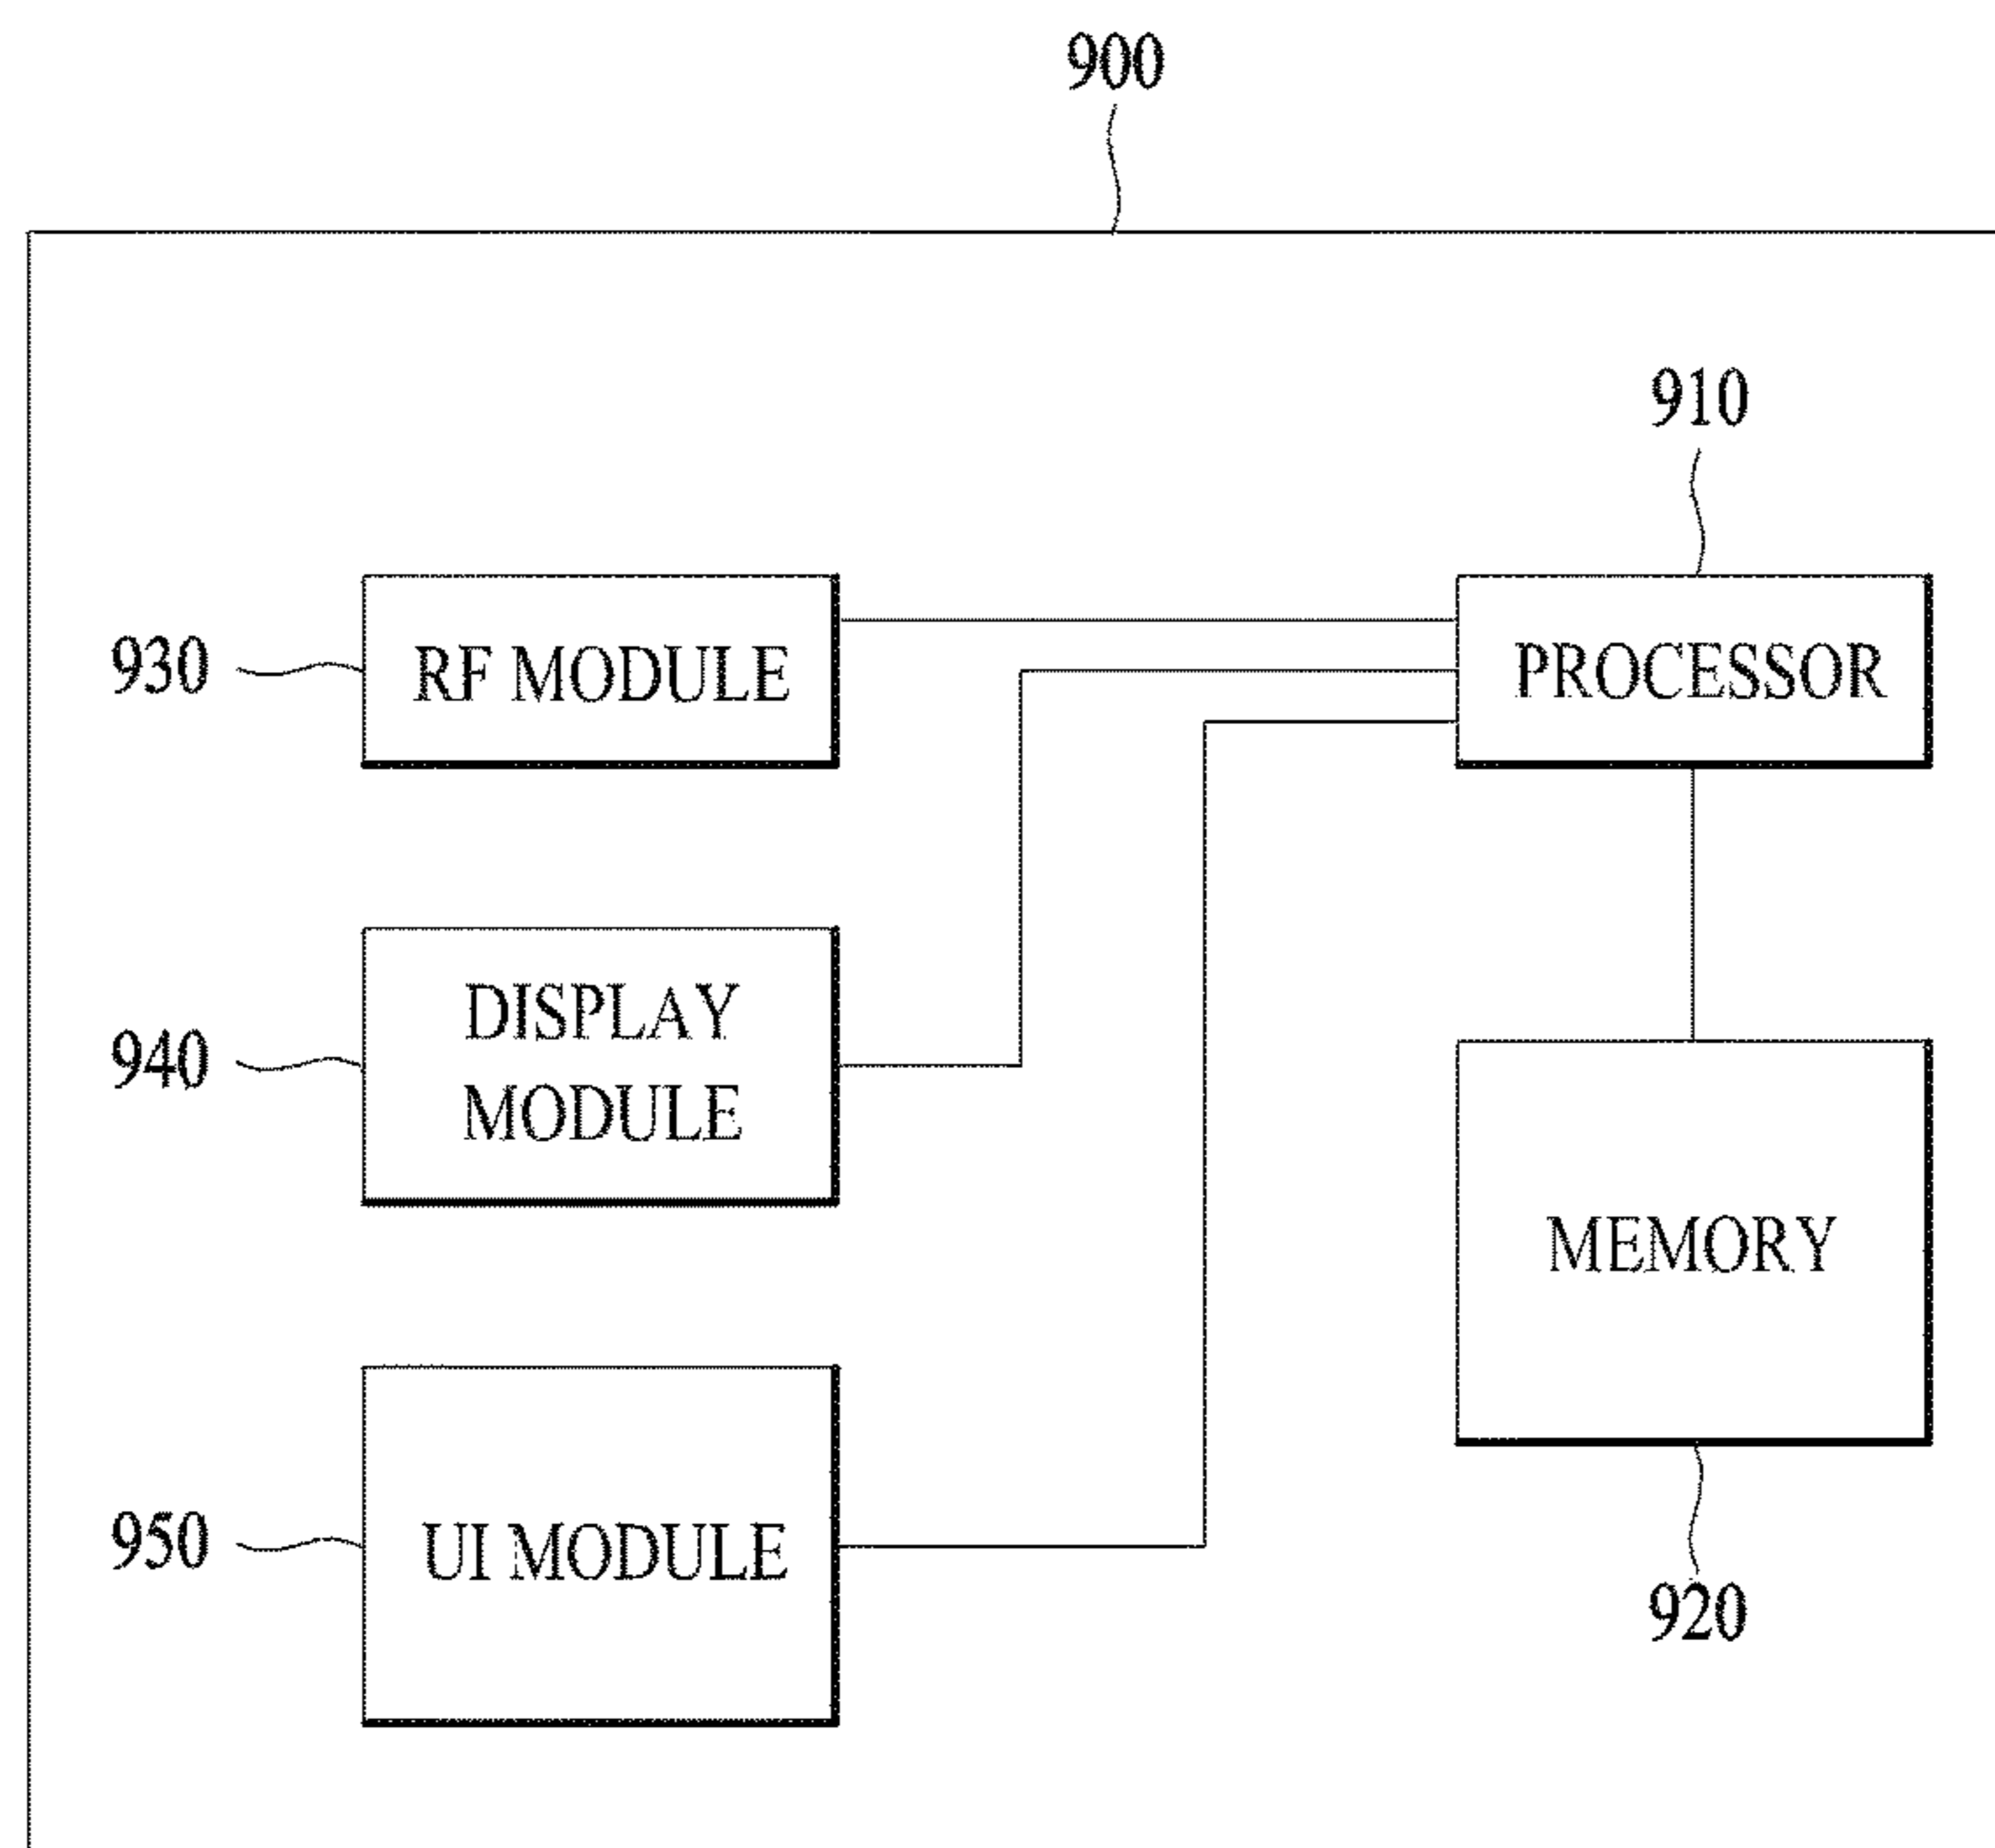 900
910
930
RF MODULE
PROCESSOR
940
DISPLAY
MODULE
MEMORY
950
UI MODULE
920